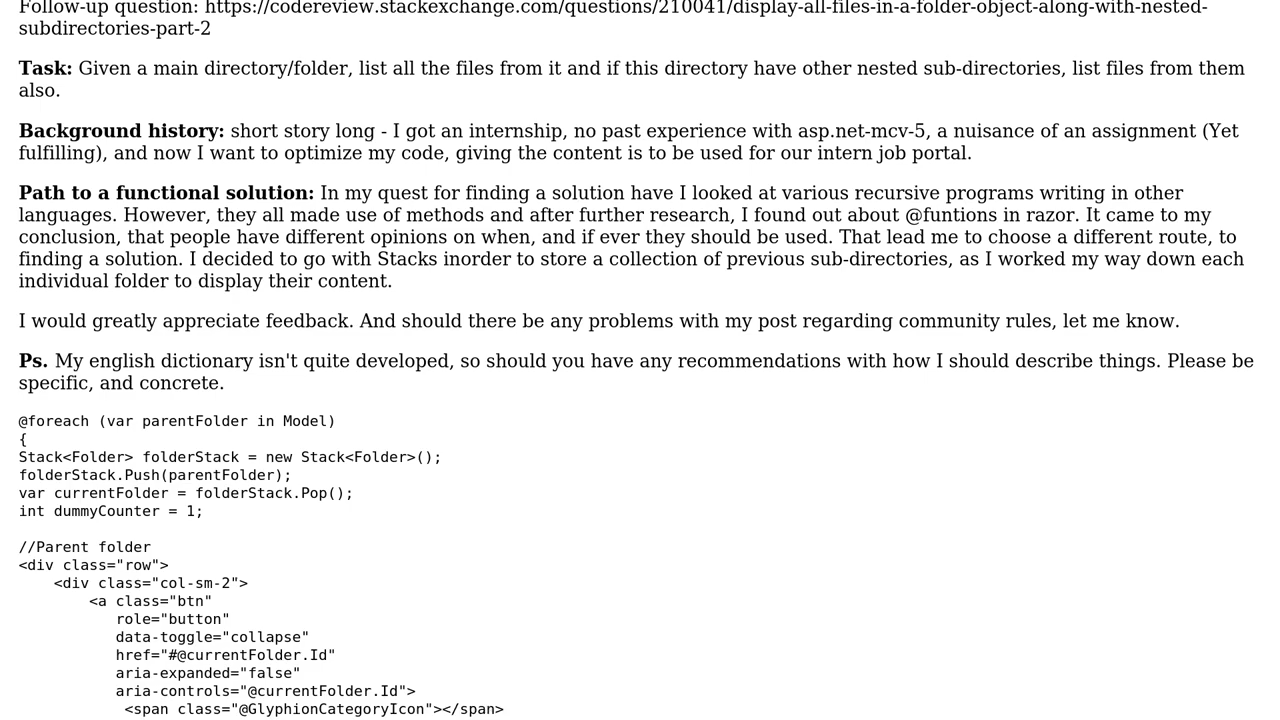 Follow-up question: https://codereview.stackexchange.com/questions/210041/display-all-files-in-a-folder-object-along-with-nested-
subdirectories-part-2
Task: Given a main directory/folder, list all the files from it and if this directory have other nested sub-directories, list files from them
also.
Background history: short story long - I got an internship, no past experience with asp.net-mcv-5, a nuisance of an assignment (Yet
fulfilling), and now I want to optimize my code, giving the content is to be used for our intern job portal.
Path to a functional solution: In my quest for finding a solution have I looked at various recursive programs writing in other
languages. However, they all made use of methods and after further research, I found out about @funtions in razor. It came to my
conclusion, that people have different opinions on when, and if ever they should be used. That lead me to choose a different route, to
finding a solution. I decided to go with Stacks inorder to store a collection of previous sub-directories, as I worked my way down each
individual folder to display their content.
I would greatly appreciate feedback. And should there be any problems with my post regarding community rules, let me know.
Ps. My english dictionary isn't quite developed, so should you have any recommendations with how I should describe things. Please be
specific, and concrete.
@foreach (var parentFolder in Model)
{
Stack<Folder> folderStack = new Stack<Folder>();
folderStack.Push(parentFolder);
var currentFolder = folderStack.Pop();
int dummyCounter = 1;
//Parent folder
<div class="row">
    <div class="col-sm-2">
        <a class="btn"
           role="button"
           data-toggle="collapse"
           href="#@currentFolder.Id"
           aria-expanded="false"
           aria-controls="@currentFolder.Id">
            <span class="@GlyphionCategoryIcon"></span>